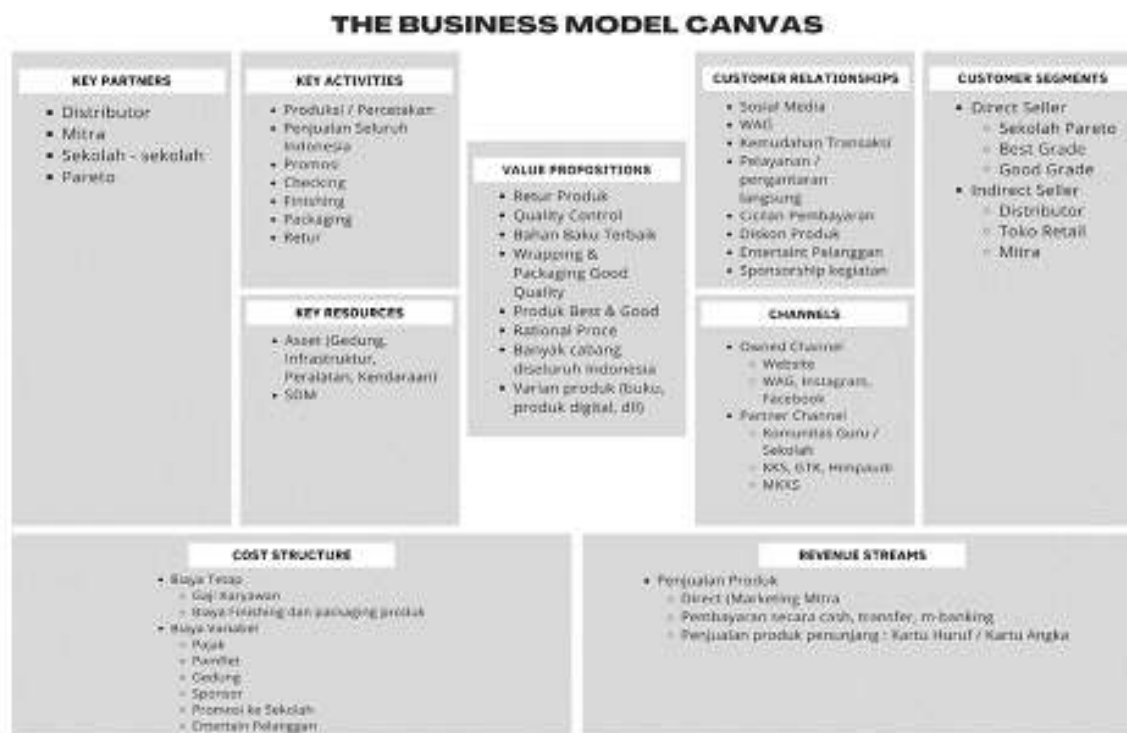 THE BUSINESS MODEL CANVAS
KEY PARTNERS
• Distributor
• Mitra
• Sekolah - sekolah
• Pareto
KEY ACTIVITIES
• Produksi / Percetakan
• Penjualan Seluruh
Indonesia
• Promosi
• Checking
• Finishing
• Packaging
• Retur
KEY RESOURCES
• Asset (Gedung,
Infrastruktur,
Peralatan, Kendaraan)
• SDM
VALUE PROPOSITIONS
• Retur Produk
• Quality Control
• Bahan Baku Terbaik
• Wrapping &
Packaging Good
Quality
• Produk Best & Good
• Rational Proce
• Banyak cabang
diseluruh Indonesia
• Varian produk (buku,
produk digital, dll)
CUSTOMER RELATIONSHIPS
• Sosial Media
• WAG
• Kemudahan Transaksi
• Pelayanan /
pengantaran
langsung
• Cicilan Pembayaran
• Diskon Produk
• Entertaint Pelanggan
• Sponsorship kegiatan
CHANNELS
• Owned Channel
◦ Website
◦ WAG, Instagram,
Facebook
• Partner Channel
◦ Komunitas Guru /
Sekolah
◦ KKS, GTK, Himpaudi
◦ MKKS
CUSTOMER SEGMENTS
• Direct Seller
◦ Sekolah Pareto
◦ Best Grade
◦ Good Grade
• Indirect Seller
◦ Distributor
◦ Toko Retail
◦ Mitra
COST STRUCTURE
• Biaya Tetap
◦ Gaji Karyawan
◦ Biaya Finishing dan packaging produk
• Biaya Variabel
◦ Pajak
◦ Pamflet
◦ Gedung
◦ Sponsor
◦ Promosi ke Sekolah
◦ Entertain Pelanggan
REVENUE STREAMS
• Penjualan Produk
◦ Direct (Marketing Mitra
◦ Pembayaran secara cash, transfer, m-banking
◦ Penjualan produk penunjang : Kartu Huruf / Kartu Angka